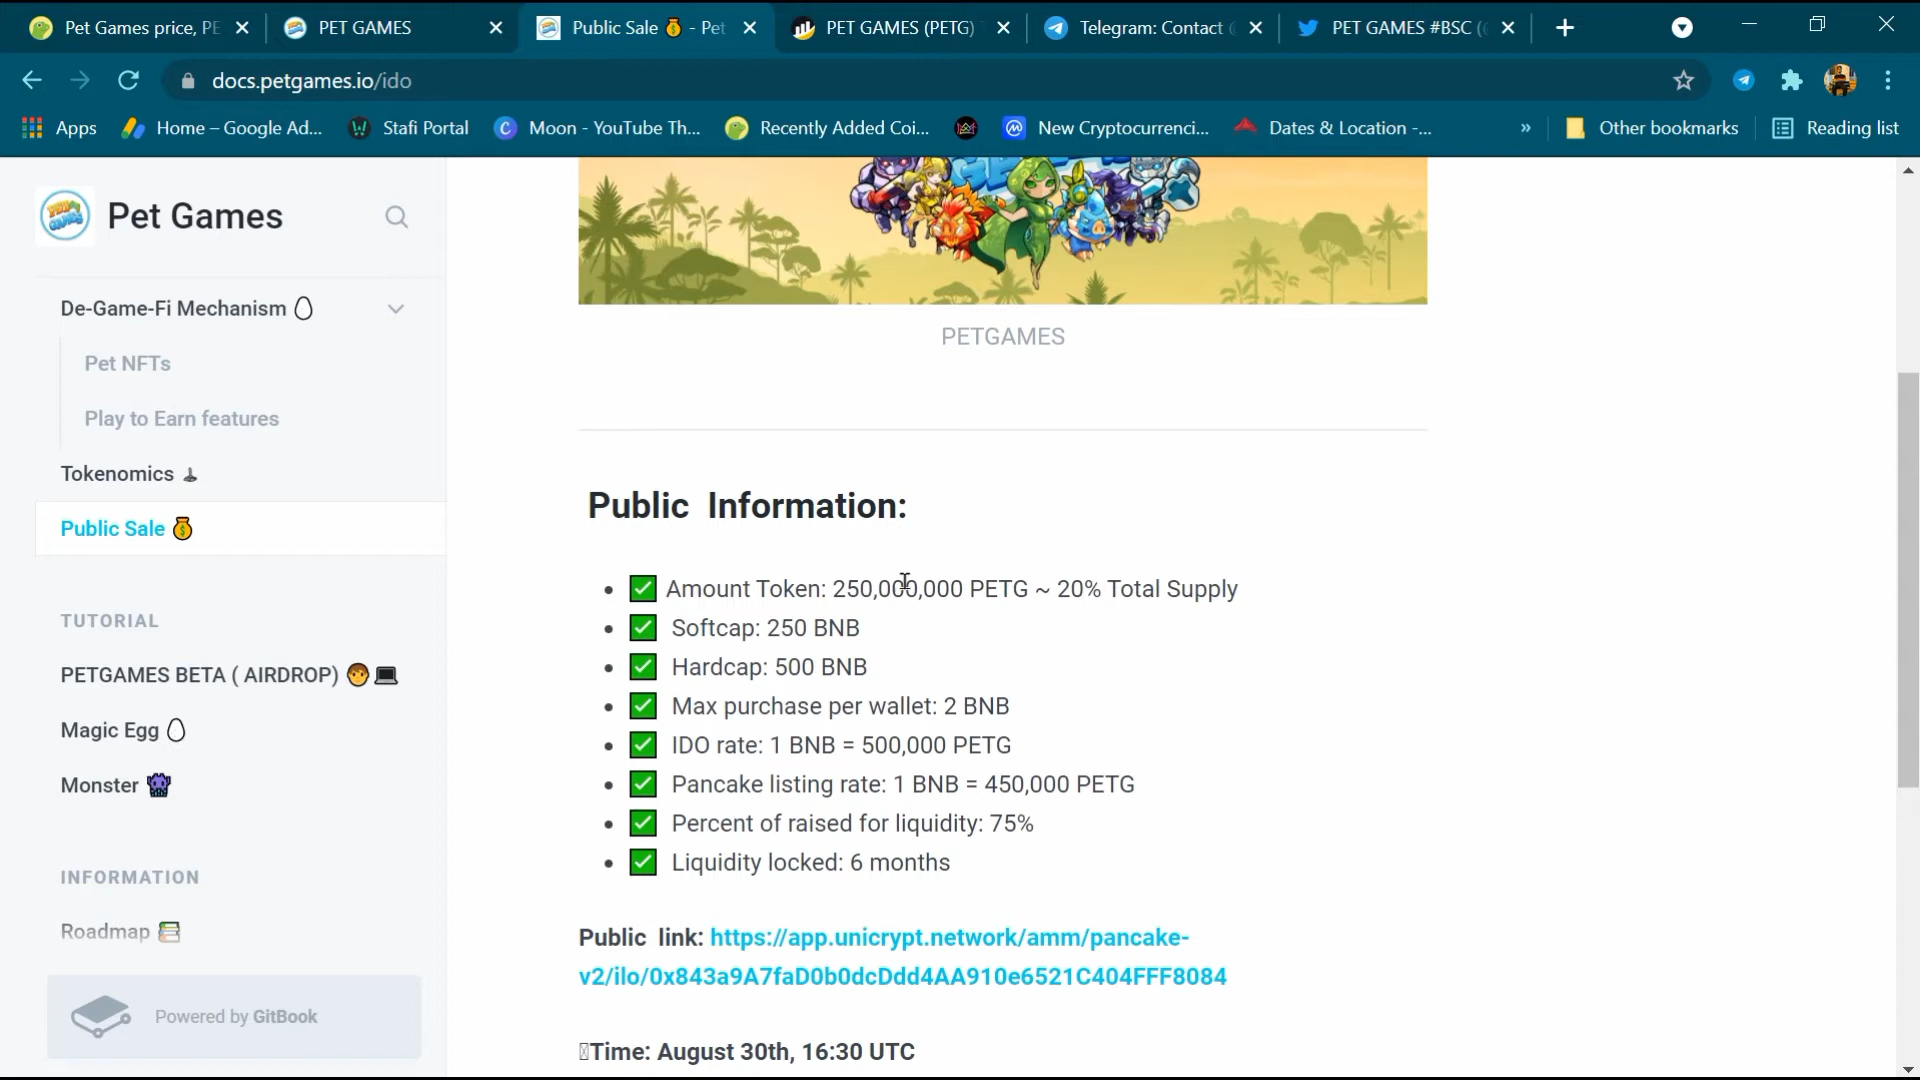 Pet Games price, PE
PET GAMES
Public Sale 💰 - Pet
PET GAMES (PETG)
Telegram: Contact
PET GAMES #BSC (
docs.petgames.io/ido
Apps
Home – Google Ad...
Stafi Portal
Moon - YouTube Th...
Recently Added Coi...
New Cryptocurrenci...
Dates & Location -...
»
Other bookmarks
Reading list
Pet Games
De-Game-Fi Mechanism
Pet NFTs
Play to Earn features
Tokenomics
Public Sale 💰
TUTORIAL
PETGAMES BETA ( AIRDROP)
Magic Egg
Monster
INFORMATION
Roadmap
Powered by GitBook
PETGAMES
Public Information:
• ✅ Amount Token: 250,000,000 PETG ~ 20% Total Supply
• ✅ Softcap: 250 BNB
• ✅ Hardcap: 500 BNB
• ✅ Max purchase per wallet: 2 BNB
• ✅ IDO rate: 1 BNB = 500,000 PETG
• ✅ Pancake listing rate: 1 BNB = 450,000 PETG
• ✅ Percent of raised for liquidity: 75%
• ✅ Liquidity locked: 6 months
Public link: https://app.unicrypt.network/amm/pancake-
v2/ilo/0x843a9A7faD0b0dcDdd4AA910e6521C404FFF8084
Time: August 30th, 16:30 UTC